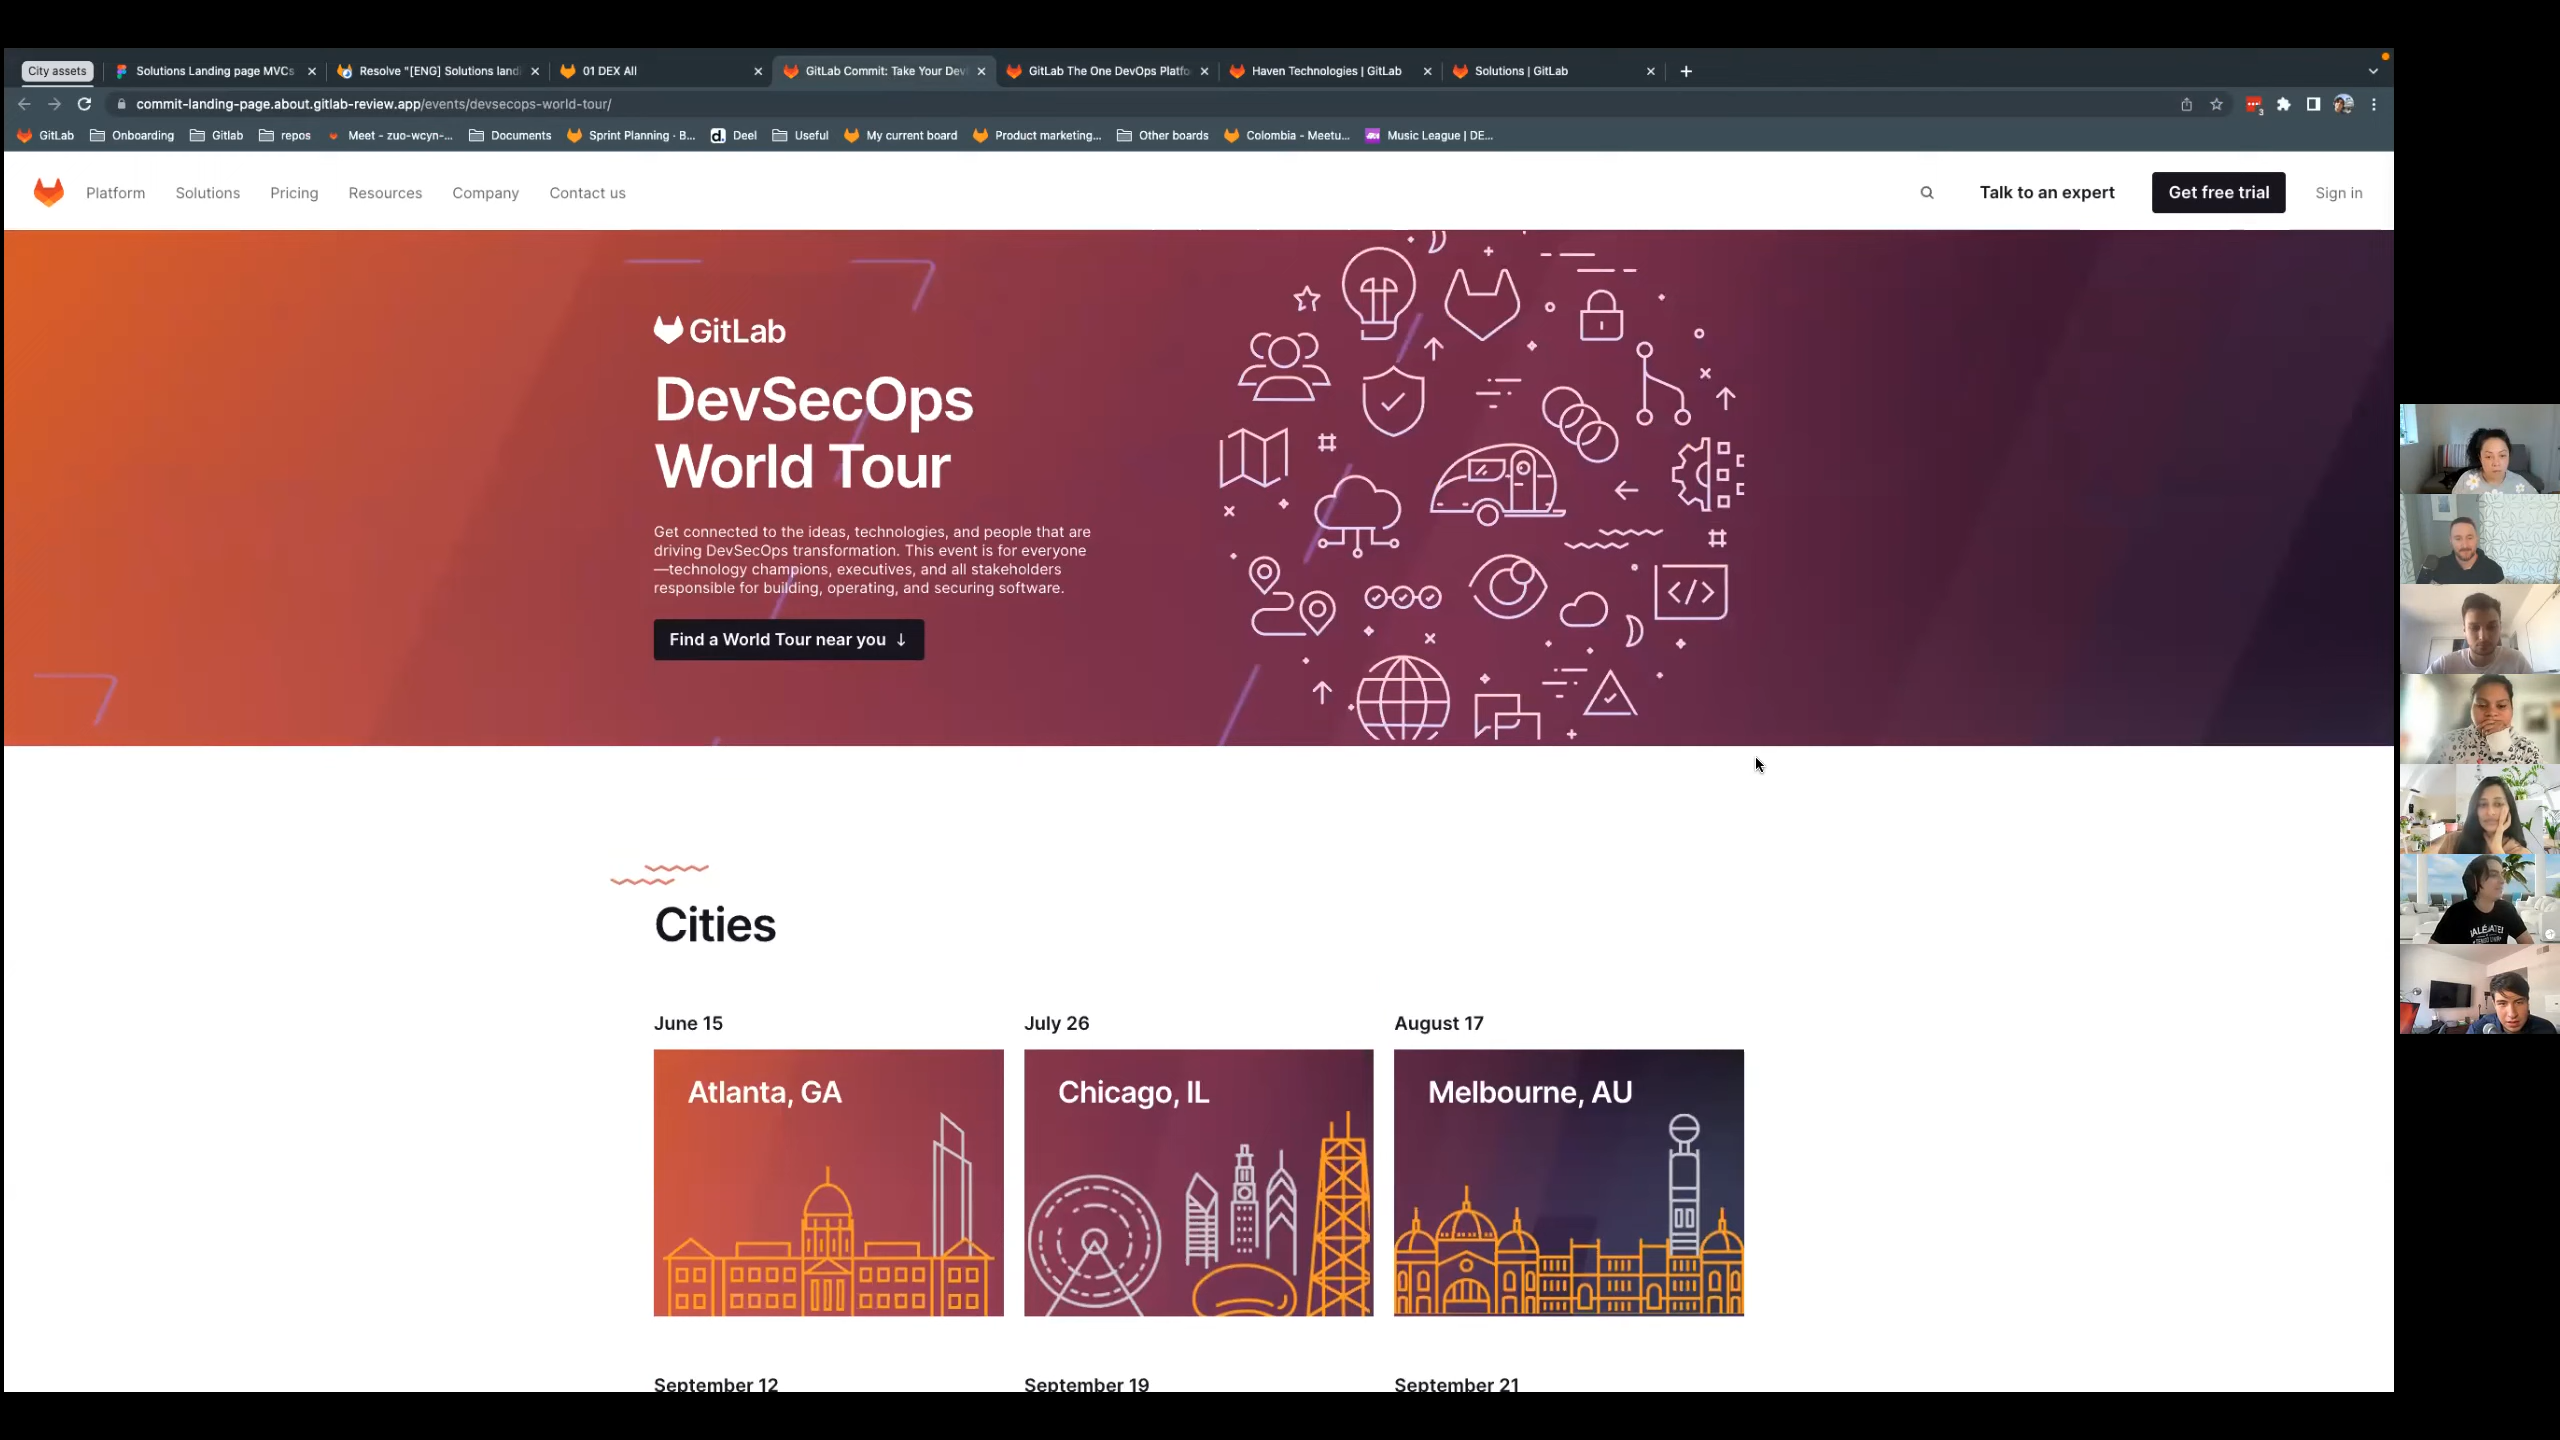 City assets
Solutions Landing page MVCs
Resolve "[ENG] Solutions landi
01 DEX All
GitLab Commit: Take Your Dev
GitLab The One DevOps Platfo
Haven Technologies | GitLab
Solutions | GitLab
commit-landing-page.about.gitlab-review.app/events/devsecops-world-tour/
GitLab
Onboarding
Gitlab
repos
Meet - zuo-wcyn-...
Documents
Sprint Planning · B...
Deel
Useful
My current board
Product marketing...
Other boards
Colombia - Meetu...
Music League | DE...
Platform
Solutions
Pricing
Resources
Company
Contact us
Talk to an expert
Get free trial
Sign in
GitLab
DevSecOps
World Tour
Get connected to the ideas, technologies, and people that are
driving DevSecOps transformation. This event is for everyone
—technology champions, executives, and all stakeholders
responsible for building, operating, and securing software.
Find a World Tour near you ↓
Cities
June 15
July 26
August 17
Atlanta, GA
Chicago, IL
Melbourne, AU
September 12
September 19
September 21